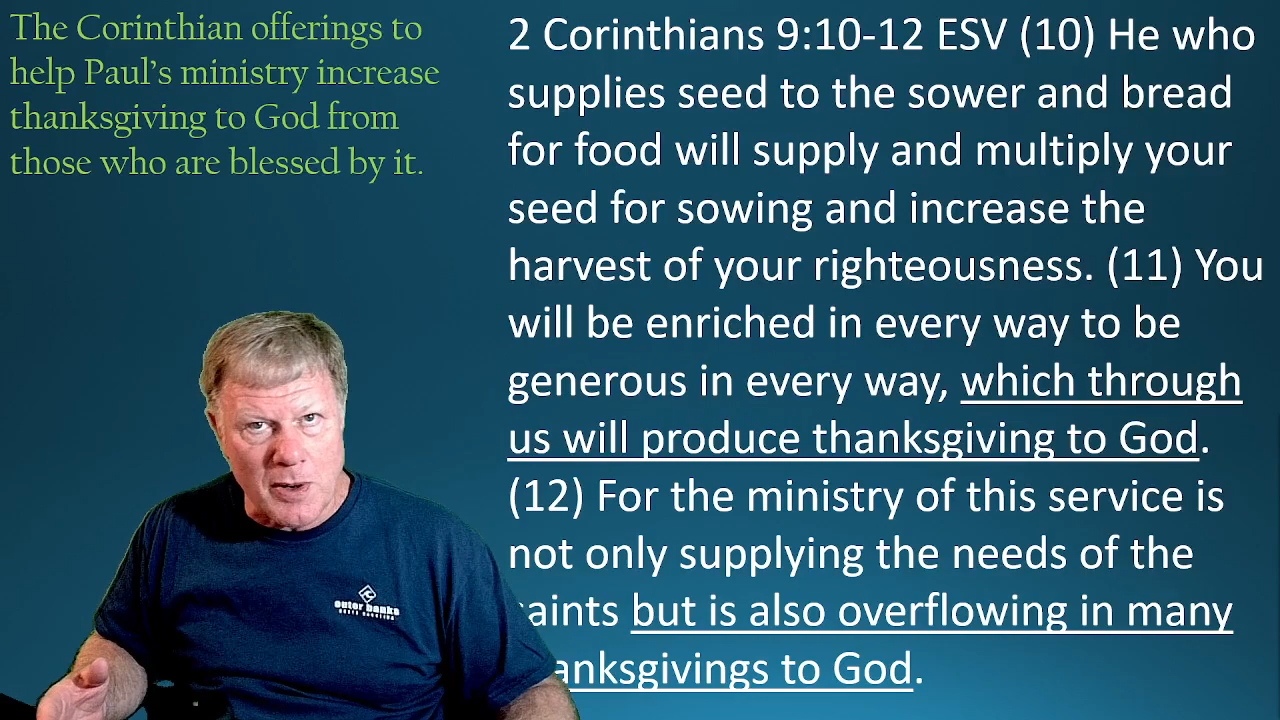 The Corinthian offerings to
help Paul's ministry increase
thanksgiving to God from
those who are blessed by it.
2 Corinthians 9:10-12 ESV (10) He who
supplies seed to the sower and bread
for food will supply and multiply your
seed for sowing and increase the
harvest of your righteousness. (11) You
will be enriched in every way to be
generous in every way, which through
us will produce thanksgiving to God.
(12) For the ministry of this service is
not only supplying the needs of the
aints but is also overflowing in many
anksgivings to God.
outer banks
north carolina